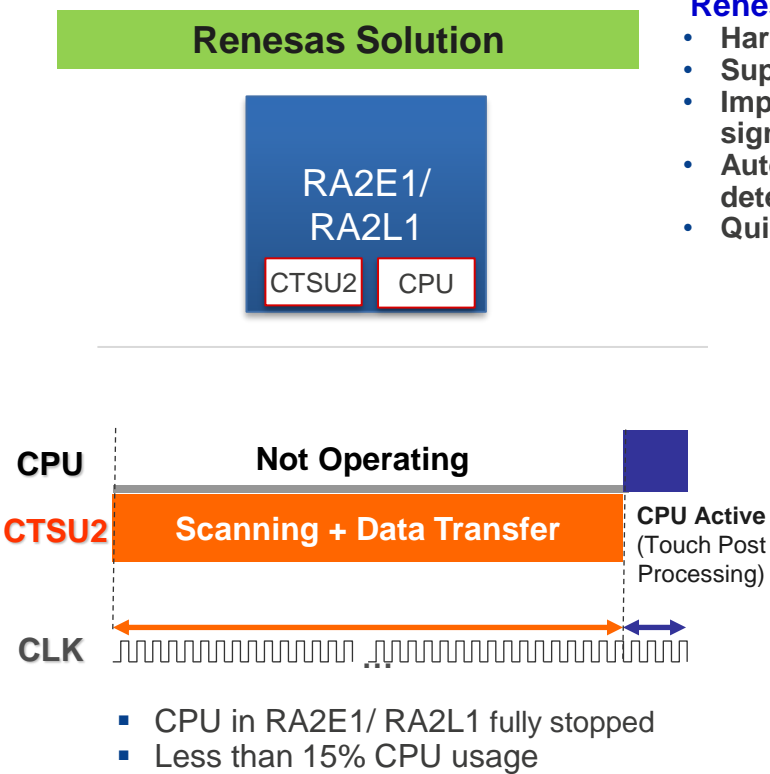 Renesas Solution
RA2E1/
RA2L1
CTSU2
CPU
CPU
Not Operating
CTSU2
Scanning + Data Transfer
CPU Active
(Touch Post
Processing)
CLK
...
▪ CPU in RA2E1/ RA2L1 fully stopped
▪ Less than 15% CPU usage